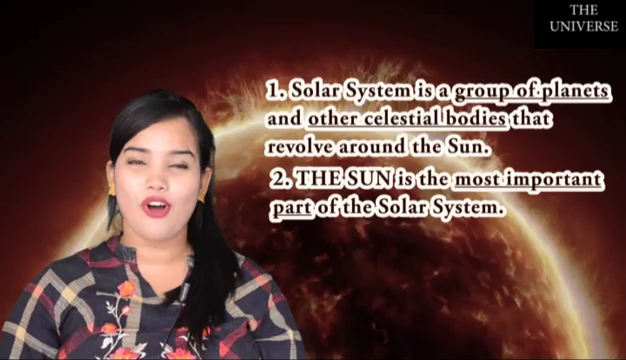 THE
UNIVERSE
1. Solar System is a group of planets
and other celestial bodies that
revolve around the Sun.
2. THE SUN is the most important
part of the Solar System.